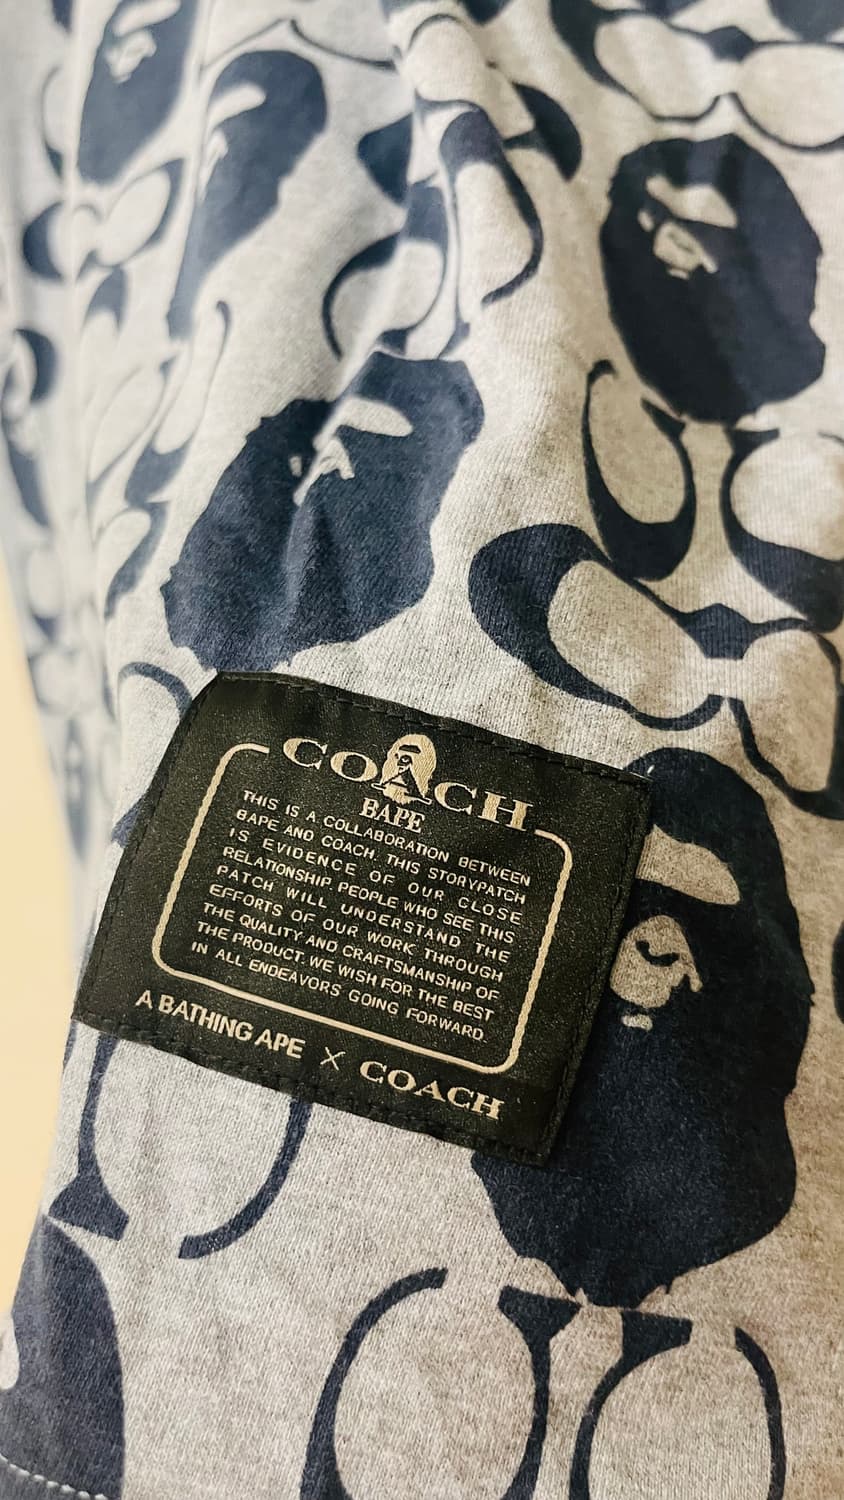 COACH
BAPE
THIS IS A COLLABORATION BETWEEN
BAPE AND COACH. THIS STORYPATCH
IS EVIDENCE OF OUR CLOSE
RELATIONSHIP. PEOPLE WHO SEE THIS
PATCH WILL UNDERSTAND THE
EFFORTS OF OUR WORK THROUGH
THE QUALITY AND CRAFTSMANSHIP OF
THE PRODUCT. WE WISH FOR THE BEST
IN ALL ENDEAVORS GOING FORWARD.
A BATHING APE X COACH